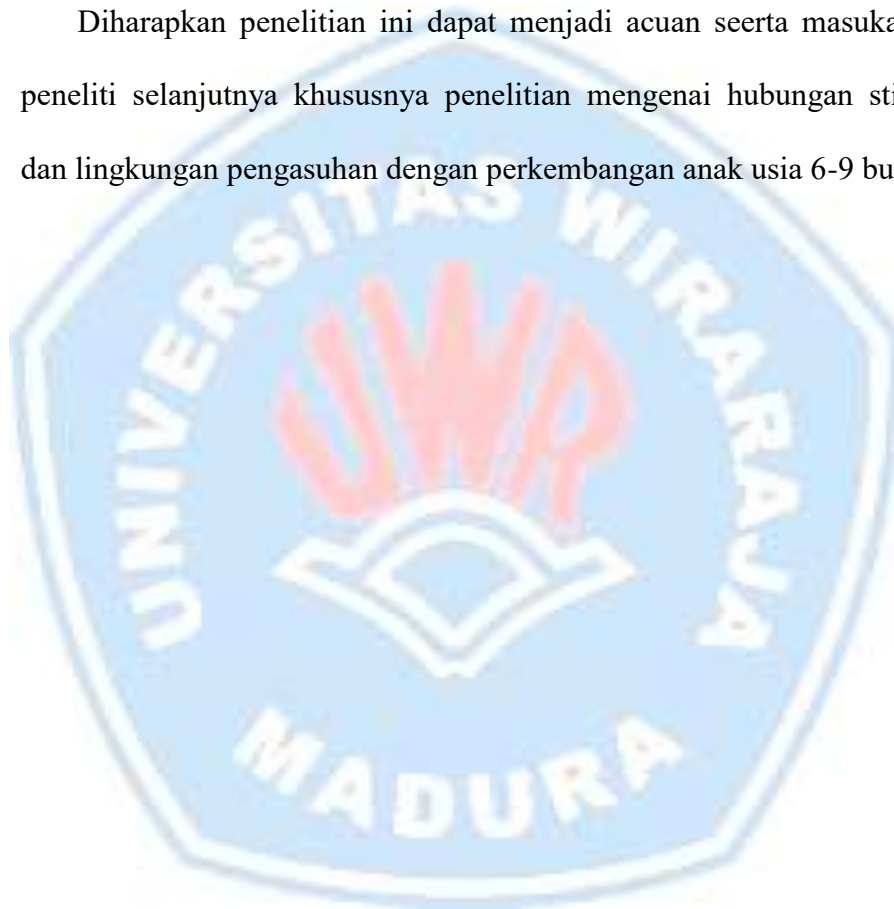 Diharapkan penelitian ini dapat menjadi acuan seerta masuka
peneliti selanjutnya khususnya penelitian mengenai hubungan sti
dan lingkungan pengasuhan dengan perkembangan anak usia 6-9 bu
UNIVERSITAS WIRARAJA
UWR
MADURA